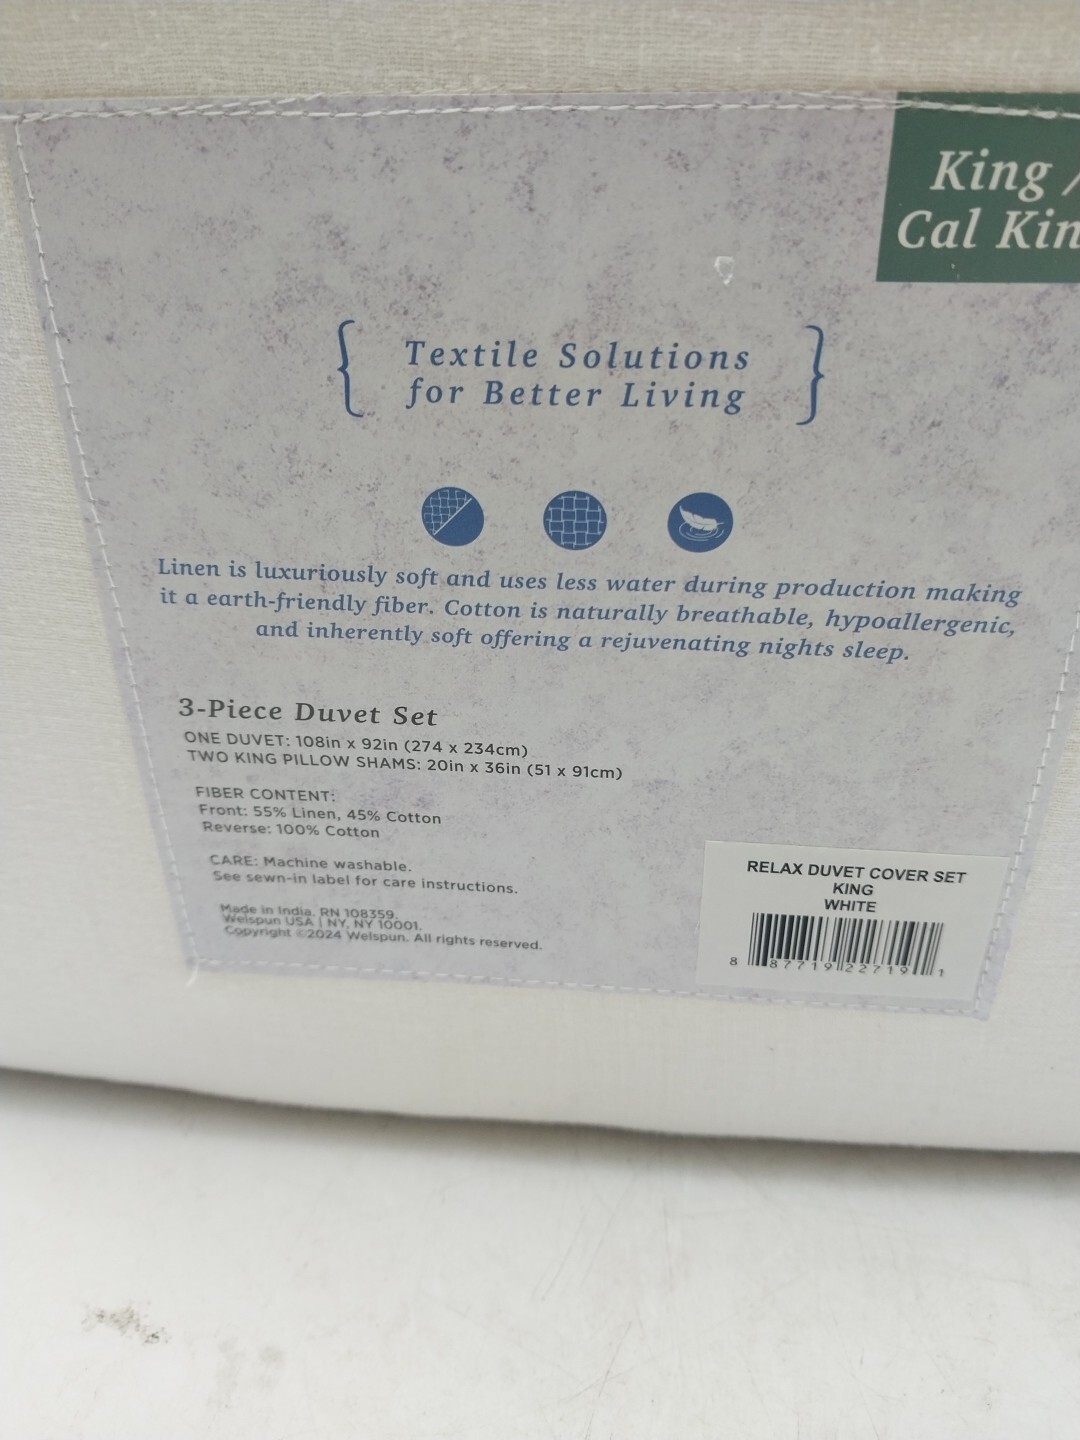 King /
Cal Kin
{ Textile Solutions
for Better Living }
Linen is luxuriously soft and uses less water during production making
it a earth-friendly fiber. Cotton is naturally breathable, hypoallergenic,
and inherently soft offering a rejuvenating nights sleep.
3-Piece Duvet Set
ONE DUVET: 108in x 92in (274 x 234cm)
TWO KING PILLOW SHAMS: 20in x 36in (51 x 91cm)
FIBER CONTENT:
Front: 55% Linen, 45% Cotton
Reverse: 100% Cotton
CARE: Machine washable.
See sewn-in label for care instructions.
Made in India. RN 108359.
Welspun USA | NY, NY 10001.
Copyright ©2024 Welspun. All rights reserved.
RELAX DUVET COVER SET
KING
WHITE
8 87719 22719 1